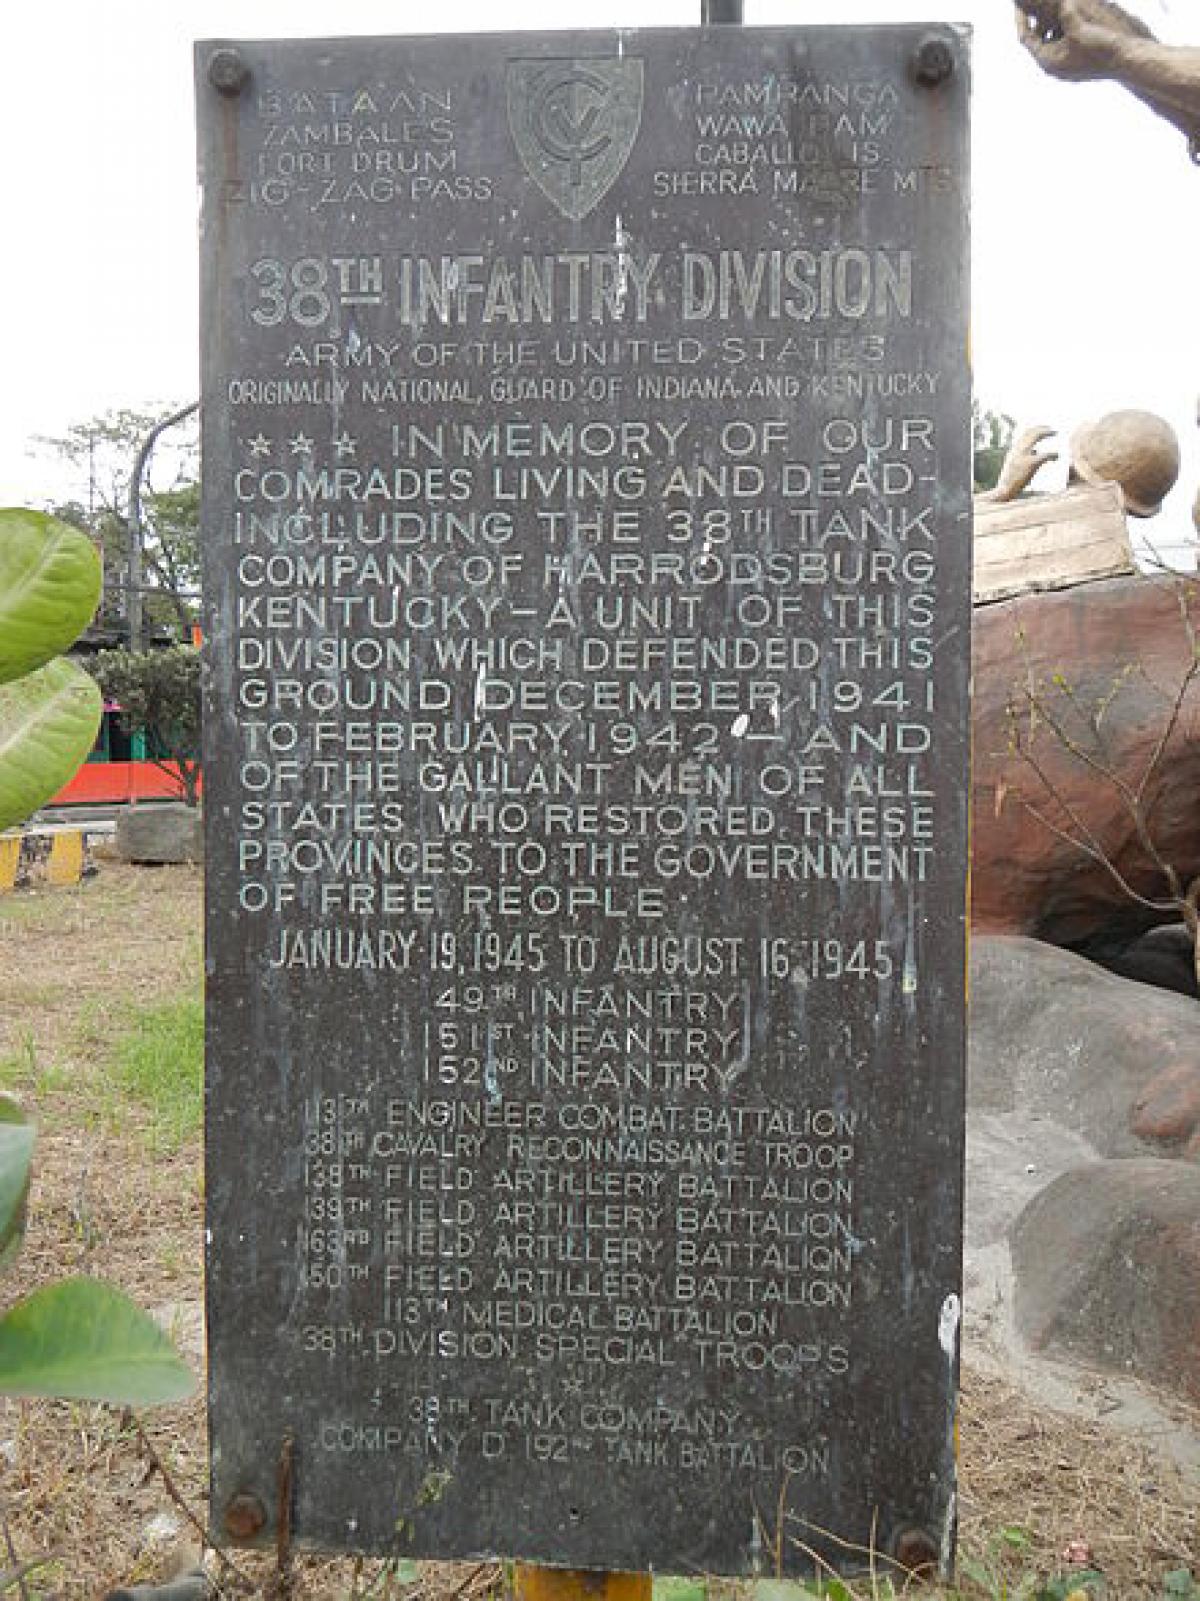 BATAAN
ZAMBALES
FORT DRUM
ZIG-ZAG PASS
CY
PAMPANGA
WAWA DAM
CABALLO IS.
SIERRA MADRE MTS
38TH INFANTRY DIVISION
ARMY OF THE UNITED STATES
ORIGINALLY NATIONAL GUARD OF INDIANA AND KENTUCKY
★ ★ ★ IN MEMORY OF OUR
COMRADES LIVING AND DEAD-
INCLUDING THE 38TH TANK
COMPANY OF HARRODSBURG
KENTUCKY – A UNIT OF THIS
DIVISION WHICH DEFENDED THIS
GROUND DECEMBER 1941
TO FEBRUARY 1942 – AND
OF THE GALLANT MEN OF ALL
STATES WHO RESTORED THESE
PROVINCES TO THE GOVERNMENT
OF FREE PEOPLE.
JANUARY 19, 1945 TO AUGUST 16, 1945
49TH INFANTRY
151ST INFANTRY
152ND INFANTRY
113TH ENGINEER COMBAT BATTALION
38TH CAVALRY RECONNAISSANCE TROOP
138TH FIELD ARTILLERY BATTALION
139TH FIELD ARTILLERY BATTALION
163RD FIELD ARTILLERY BATTALION
150TH FIELD ARTILLERY BATTALION
113TH MEDICAL BATTALION
38TH DIVISION SPECIAL TROOPS
★
38TH TANK COMPANY
COMPANY D 192ND TANK BATTALION